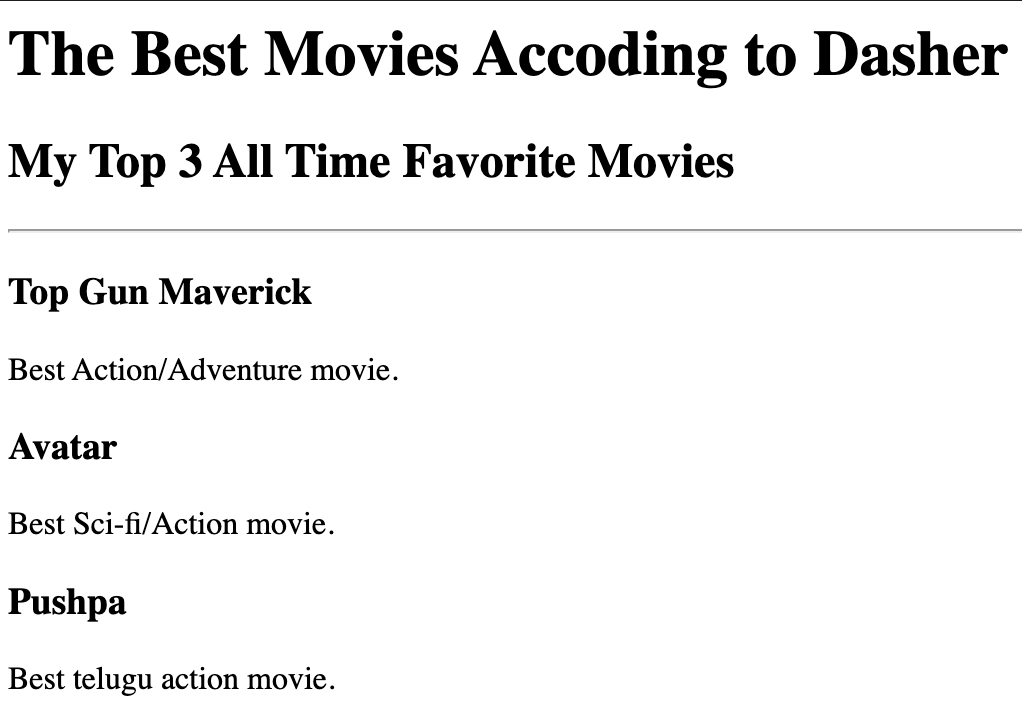 The Best Movies Accoding to Dasher
My Top 3 All Time Favorite Movies
Top Gun Maverick
Best Action/Adventure movie.
Avatar
Best Sci-fi/Action movie.
Pushpa
Best telugu action movie.